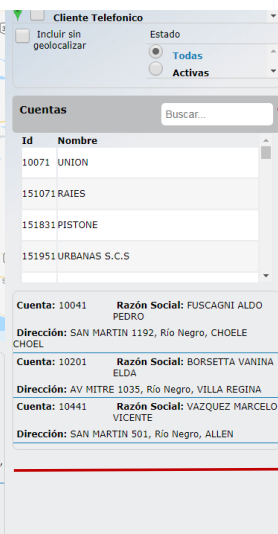 Cliente Telefonico
Incluir sin
geolocalizar
Estado
Todas
Activas
Cuentas
Buscar...
Id Nombre
10071 UNION
151071 RAIES
151831 PISTONE
151951 URBANAS S.C.S
Cuenta: 10041 Razón Social: FUSCAGNI ALDO
PEDRO
Dirección: SAN MARTIN 1192, Río Negro, CHOELE
CHOEL
Cuenta: 10201 Razón Social: BORSETTA VANINA
ELDA
Dirección: AV MITRE 1035, Río Negro, VILLA REGINA
Cuenta: 10441 Razón Social: VAZQUEZ MARCELO
VICENTE
Dirección: SAN MARTIN 501, Río Negro, ALLEN